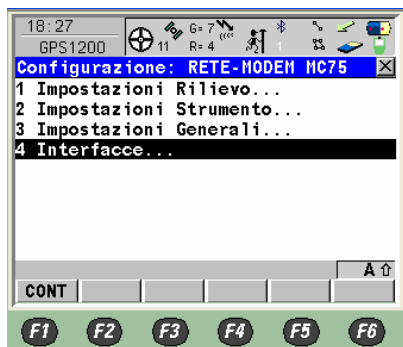 18:27
GPS1200
11
G= 7
R= 4
1
Configurazione: RETE-MODEM MC75
1 Impostazioni Rilievo...
2 Impostazioni Strumento...
3 Impostazioni Generali...
4 Interfacce...
A
CONT
F1 F2 F3 F4 F5 F6